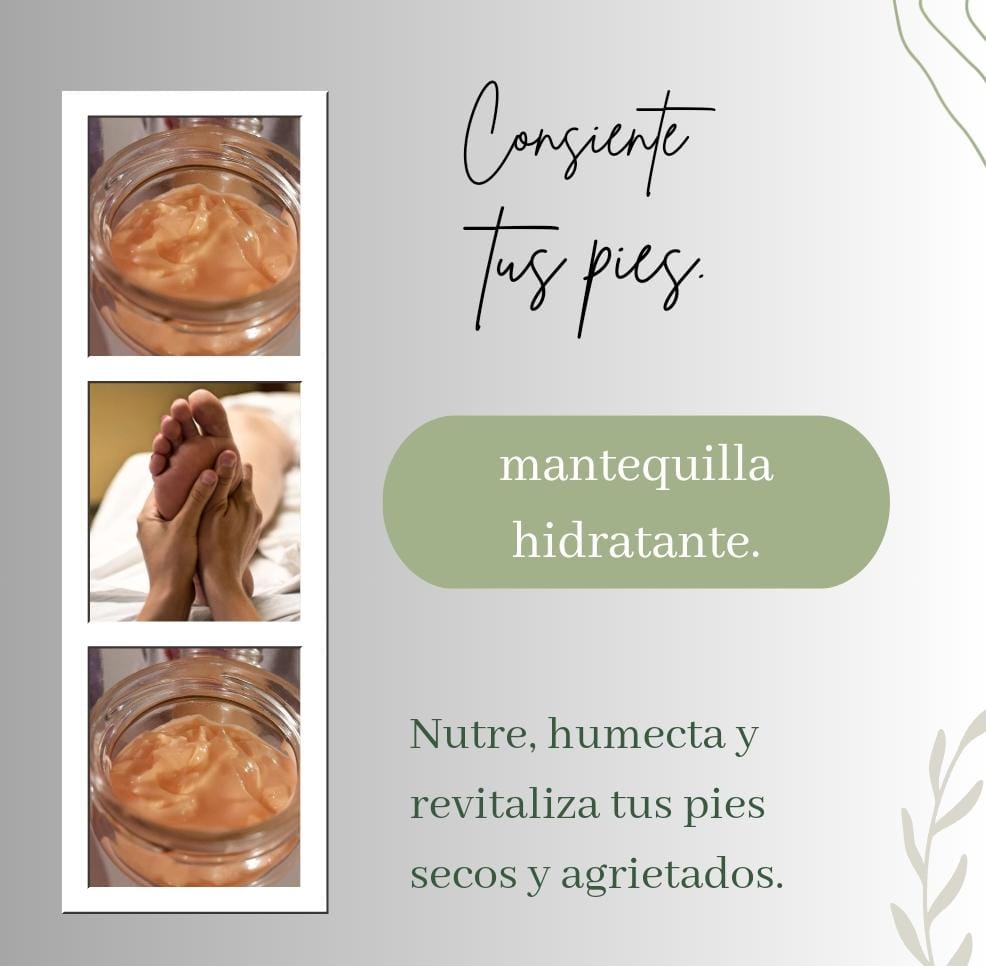 Consiente
tus pies.
mantequilla
hidratante.
Nutre, humecta y
revitaliza tus pies
secos y agrietados.